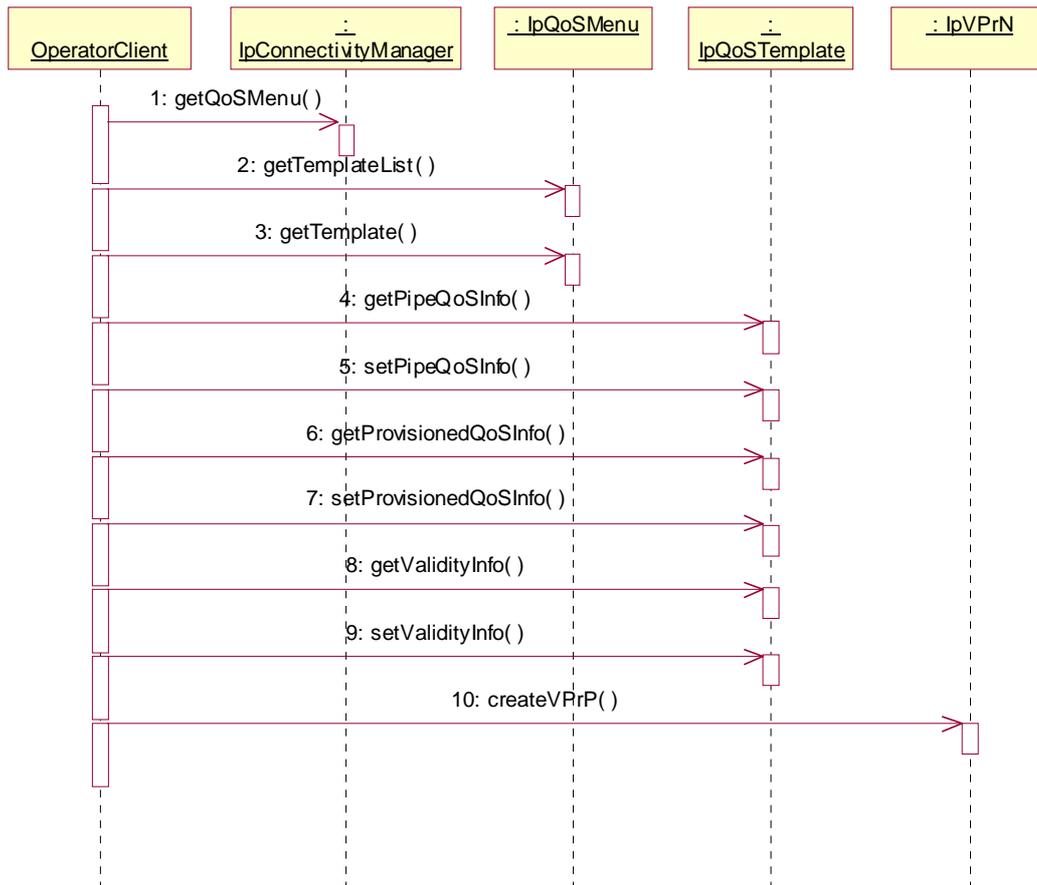 OperatorClient
:
IpConnectivityManager
: IpQoSMenu
:
IpQoSTemplate
: IpVPrN
1: getQoSMenu( )
2: getTemplateList( )
3: getTemplate( )
4: getPipeQoSInfo( )
5: setPipeQoSInfo( )
6: getProvisionedQoSInfo( )
7: setProvisionedQoSInfo( )
8: getValidityInfo( )
9: setValidityInfo( )
10: createVPrP( )